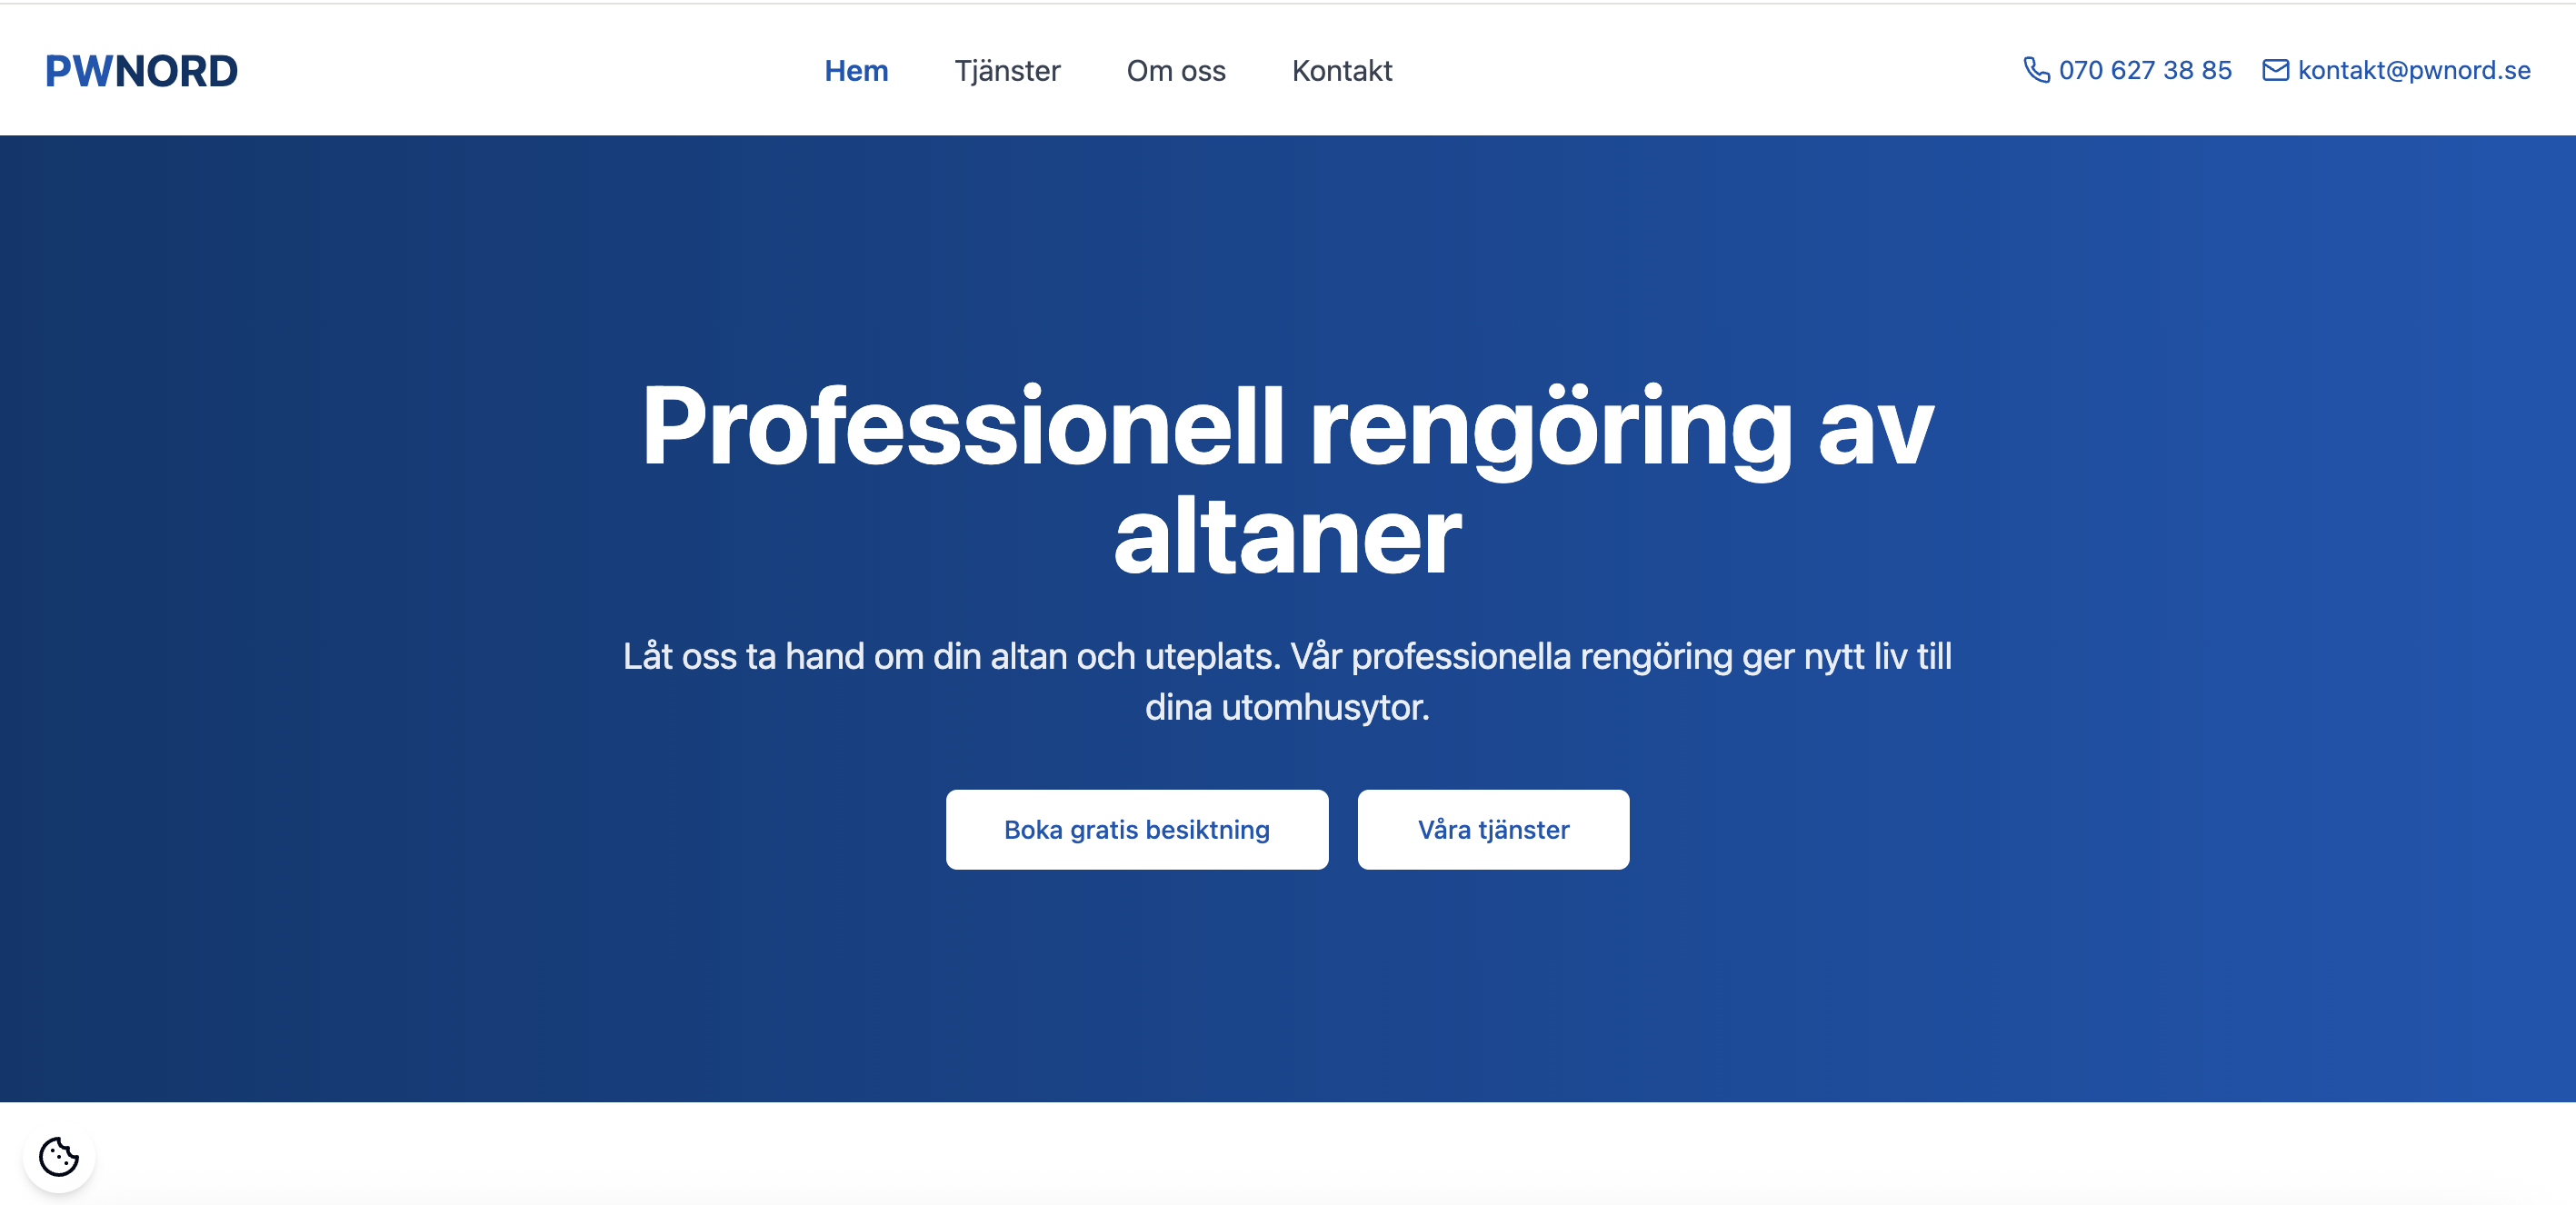 PWNORD
Hem
Tjänster
Om oss
Kontakt
070 627 38 85
kontakt@pwnord.se
Professionell rengöring av
altaner
Låt oss ta hand om din altan och uteplats. Vår professionella rengöring ger nytt liv till
dina utomhusytor.
Boka gratis besiktning
Våra tjänster